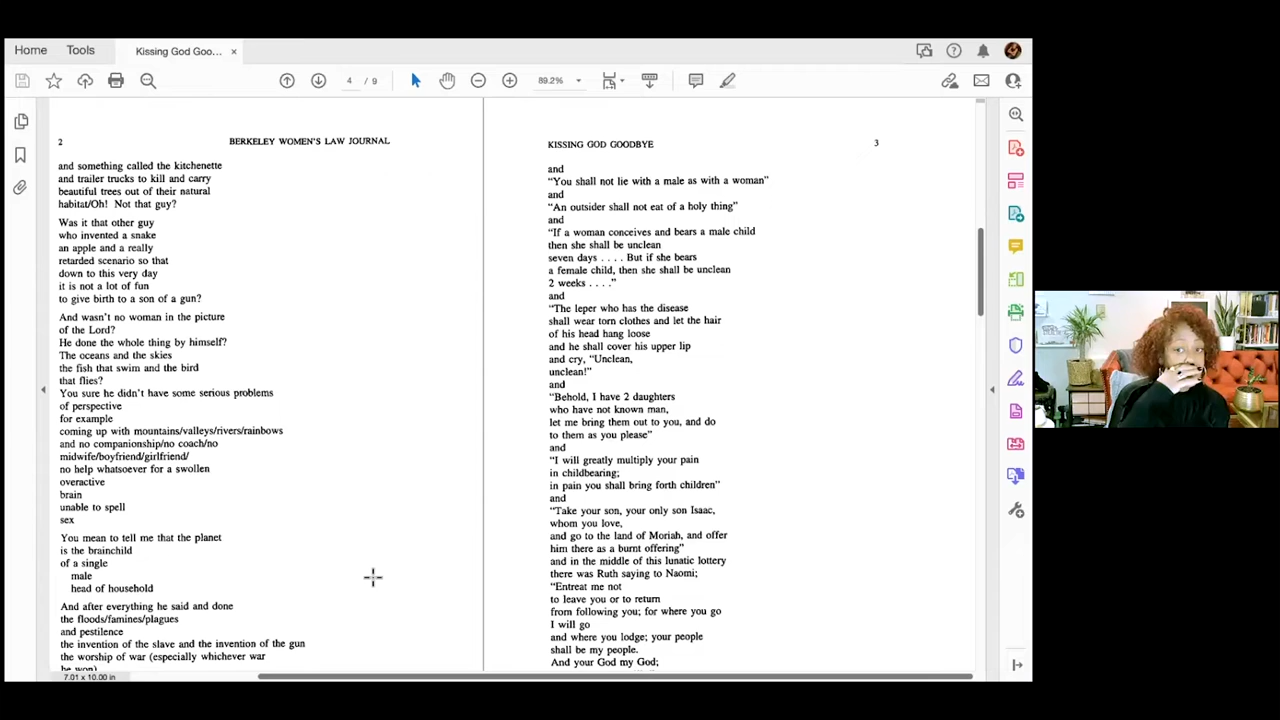 Home
Tools
Kissing God Goo...
×
4 / 9
89.2%
2
BERKELEY WOMEN'S LAW JOURNAL
and something called the kitchenette
and trailer trucks to kill and carry
beautiful trees out of their natural
habitat/Oh! Not that guy?
Was it that other guy
who invented a snake
an apple and a really
retarded scenario so that
down to this very day
it is not a lot of fun
to give birth to a son of a gun?
And wasn't no woman in the picture
of the Lord?
He done the whole thing by himself?
The oceans and the skies
the fish that swim and the bird
that flies?
You sure he didn't have some serious problems
of perspective
for example
coming up with mountains/valleys/rivers/rainbows
and no companionship/no coach/no
midwife/boyfriend/girlfriend/
no help whatsoever for a swollen
overactive
brain
unable to spell
sex
You mean to tell me that the planet
is the brainchild
of a single
male
head of household
And after everything he said and done
the floods/famines/plagues
and pestilence
the invention of the slave and the invention of the gun
the worship of war (especially whichever war
he won)
7.01 x 10.00 in
KISSING GOD GOODBYE
3
and
"You shall not lie with a male as with a woman"
and
"An outsider shall not eat of a holy thing"
and
"If a woman conceives and bears a male child
then she shall be unclean
seven days . . . . But if she bears
a female child, then she shall be unclean
2 weeks . . . ."
and
"The leper who has the disease
shall wear torn clothes and let the hair
of his head hang loose
and he shall cover his upper lip
and cry, "Unclean,
unclean!"
and
"Behold, I have 2 daughters
who have not known man,
let me bring them out to you, and do
to them as you please"
and
"I will greatly multiply your pain
in childbearing;
in pain you shall bring forth children"
and
"Take your son, your only son Isaac,
whom you love,
and go to the land of Moriah, and offer
him there as a burnt offering"
and in the middle of this lunatic lottery
there was Ruth saying to Naomi;
"Entreat me not
to leave you or to return
from following you; for where you go
I will go
and where you lodge; your people
shall be my people.
And your God my God;